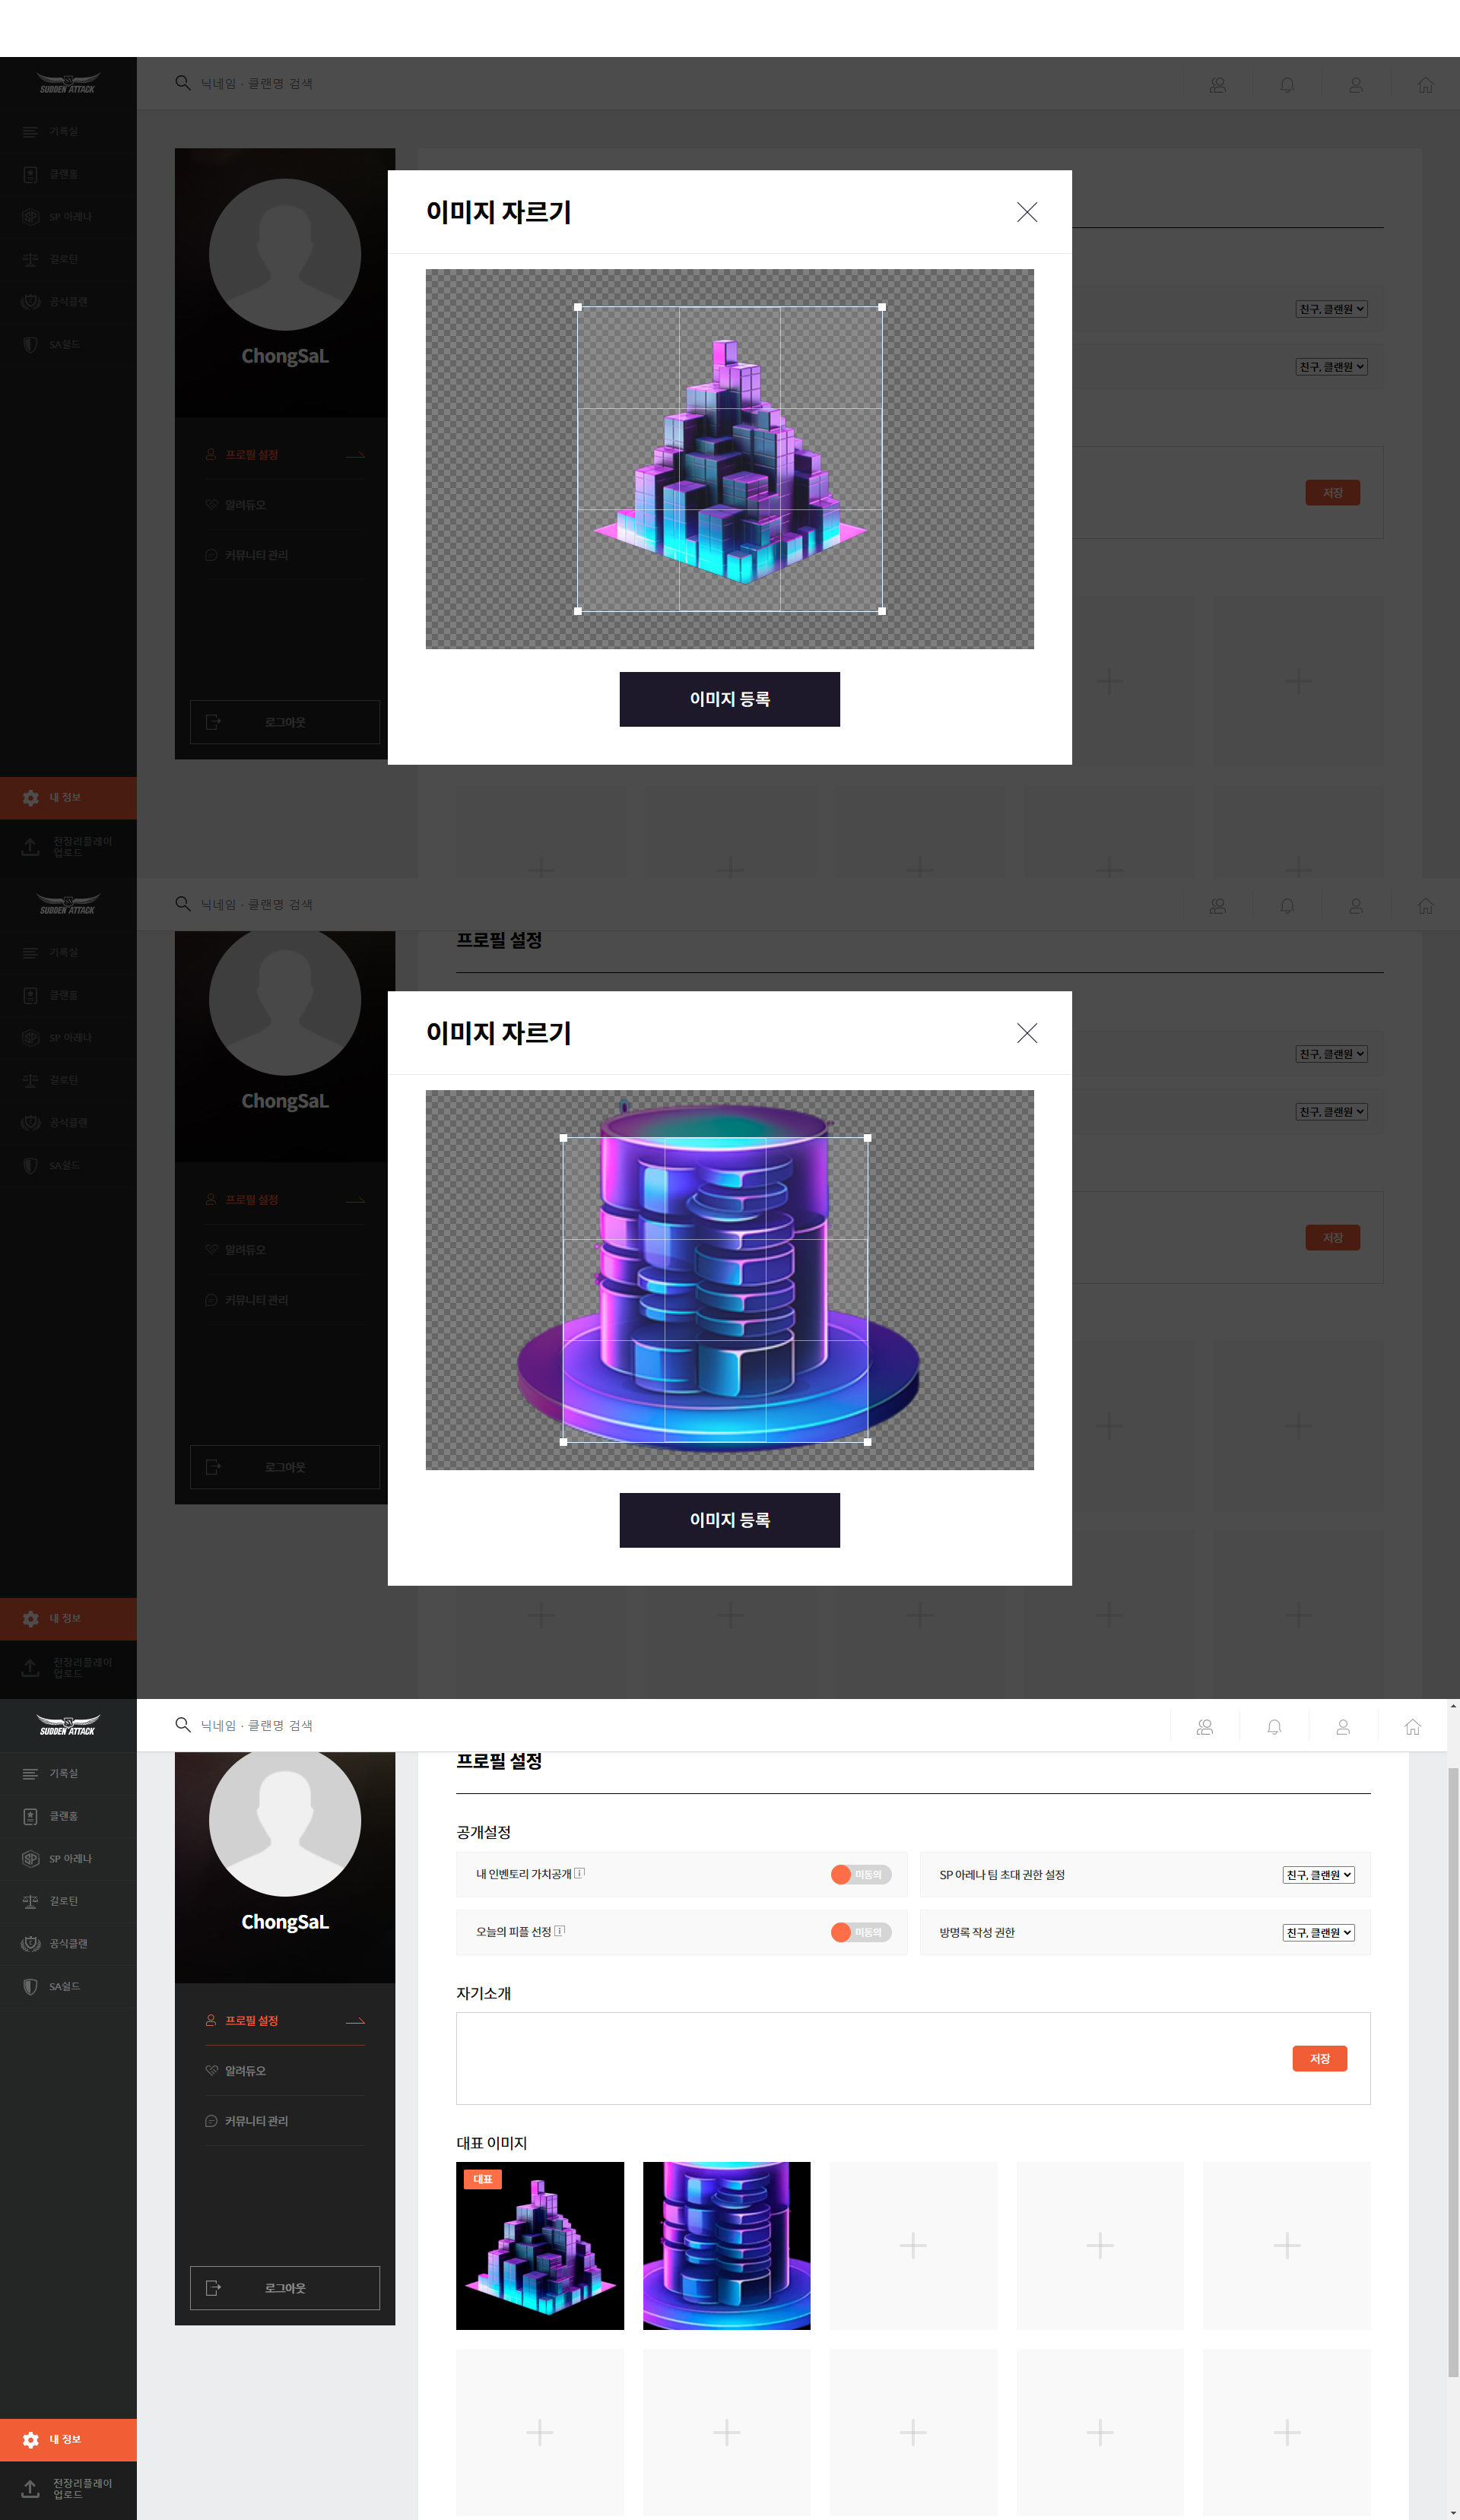 SUDDEN ATTACK
닉네임 · 클랜명 검색
기록실
클랜홈
SP 아레나
길로틴
공식클랜
SA쉴드
ChongSaL
프로필 설정
알려듀오
커뮤니티 관리
로그아웃
내 정보
전장리플레이
업로드
이미지 자르기
이미지 등록
친구, 클랜원
친구, 클랜원
저장
SUDDEN ATTACK
닉네임 · 클랜명 검색
기록실
클랜홈
SP 아레나
길로틴
공식클랜
SA쉴드
ChongSaL
프로필 설정
알려듀오
커뮤니티 관리
로그아웃
내 정보
전장리플레이
업로드
프로필 설정
이미지 자르기
이미지 등록
친구, 클랜원
친구, 클랜원
저장
SUDDEN ATTACK
닉네임 · 클랜명 검색
기록실
클랜홈
SP 아레나
길로틴
공식클랜
SA쉴드
ChongSaL
프로필 설정
알려듀오
커뮤니티 관리
로그아웃
내 정보
전장리플레이
업로드
프로필 설정
공개설정
내 인벤토리 가치공개 미동의
SP 아레나 팀 초대 권한 설정 친구, 클랜원
오늘의 피플 선정 미동의
방명록 작성 권한 친구, 클랜원
자기소개
저장
대표 이미지
대표